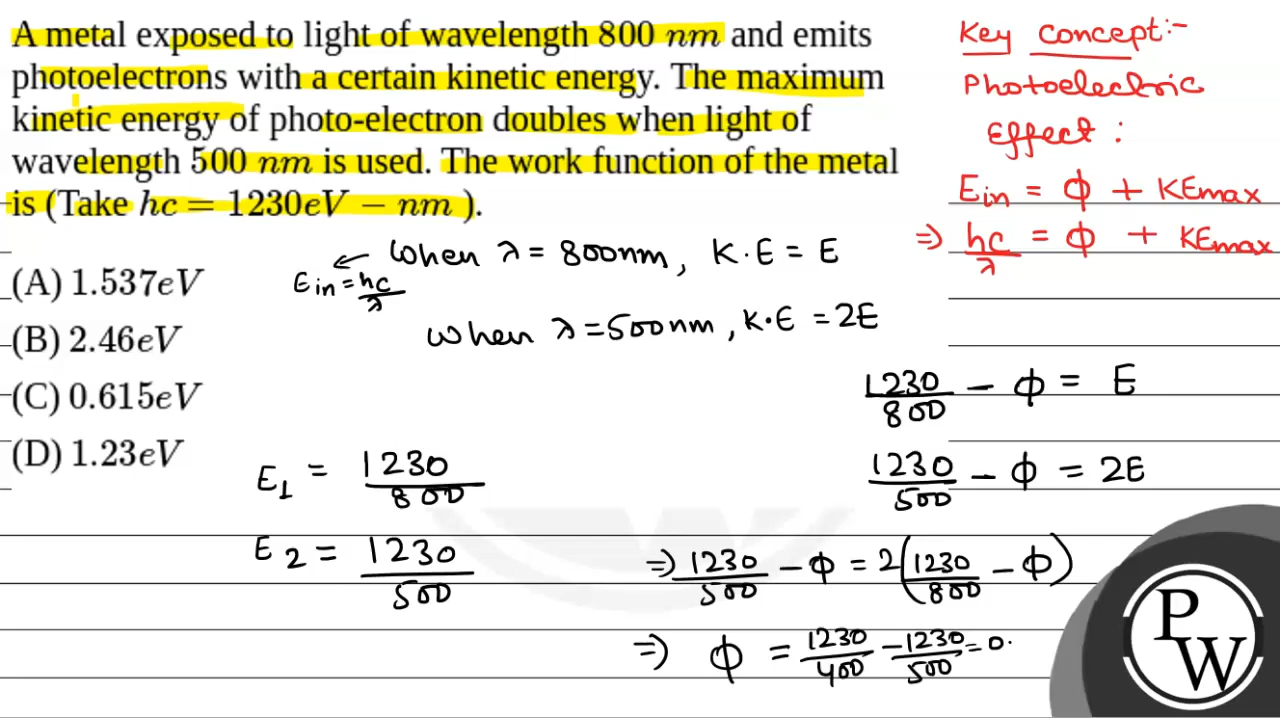 A metal exposed to light of wavelength 800 nm and emits
photoelectrons with a certain kinetic energy. The maximum
kinetic energy of photo-electron doubles when light of
wavelength 500 nm is used. The work function of the metal
is (Take hc = 1230eV − nm ).
(A) 1.537eV
(B) 2.46eV
(C) 0.615eV
(D) 1.23eV
Key concept:-
Photoelectric
Effect :
Ein = ϕ + KEmax
⇒ hc/λ = ϕ + KEmax
When λ = 800nm, K.E = E
Ein = hc/λ
When λ = 500nm, K.E = 2E
1230/800 − ϕ = E
E1 = 1230/800
1230/500 − ϕ = 2E
E2 = 1230/500
⇒ 1230/500 − ϕ = 2(1230/800 − ϕ)
⇒ ϕ = 1230/400 − 1230/500 = 0.
P
W